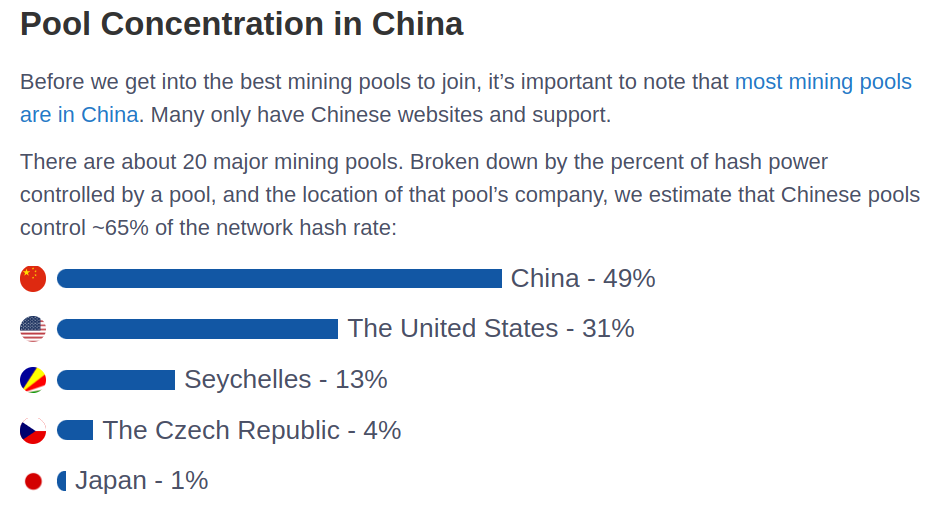 Pool Concentration in China
Before we get into the best mining pools to join, it’s important to note that most mining pools
are in China. Many only have Chinese websites and support.
There are about 20 major mining pools. Broken down by the percent of hash power
controlled by a pool, and the location of that pool’s company, we estimate that Chinese pools
control ~65% of the network hash rate:
China - 49%
The United States - 31%
Seychelles - 13%
The Czech Republic - 4%
Japan - 1%